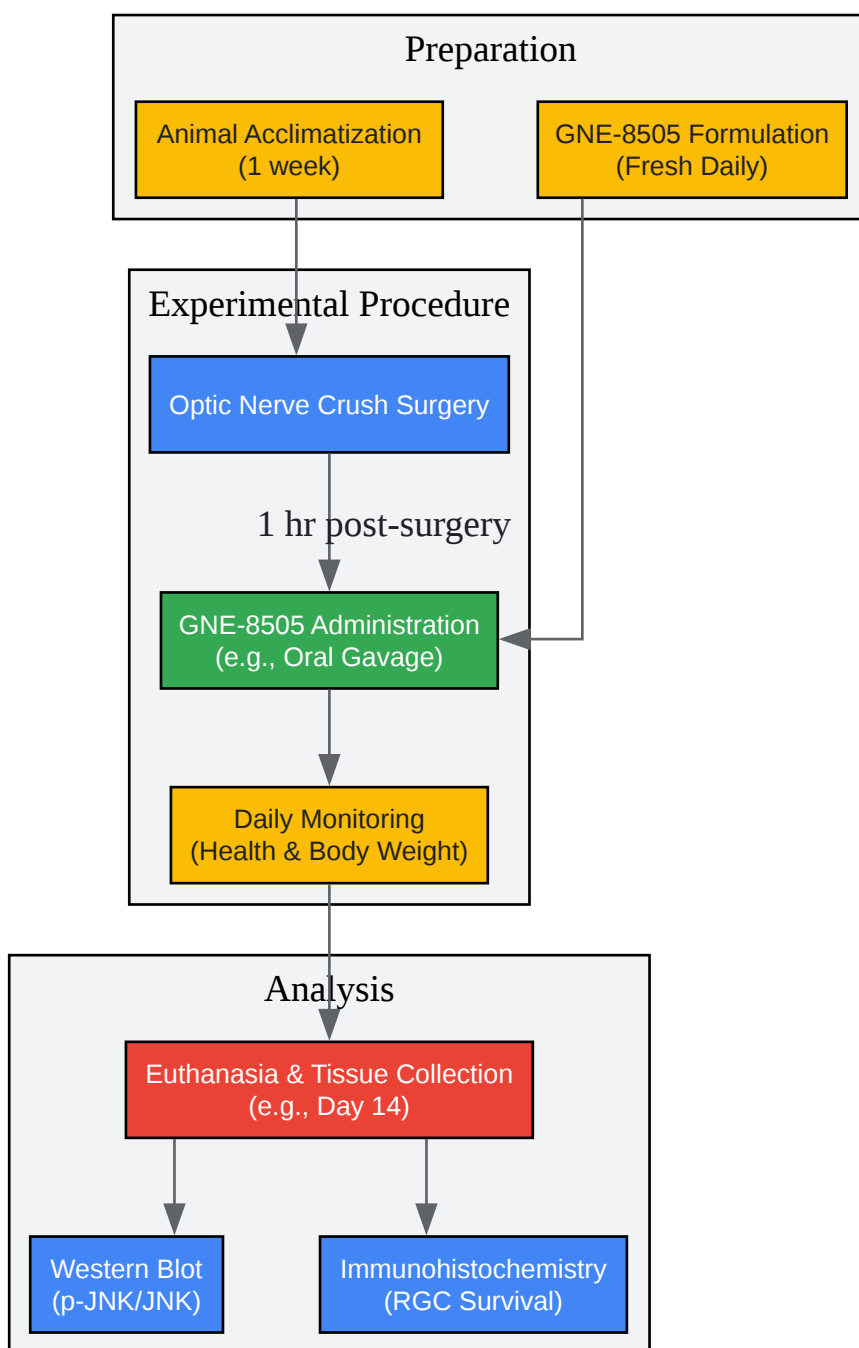 Preparation
Animal Acclimatization
(1 week)
GNE-8505 Formulation
(Fresh Daily)
Experimental Procedure
Optic Nerve Crush Surgery
1 hr post-surgery
GNE-8505 Administration
(e.g., Oral Gavage)
Daily Monitoring
(Health & Body Weight)
Analysis
Euthanasia & Tissue Collection
(e.g., Day 14)
Western Blot
(p-JNK/JNK)
Immunohistochemistry
(RGC Survival)